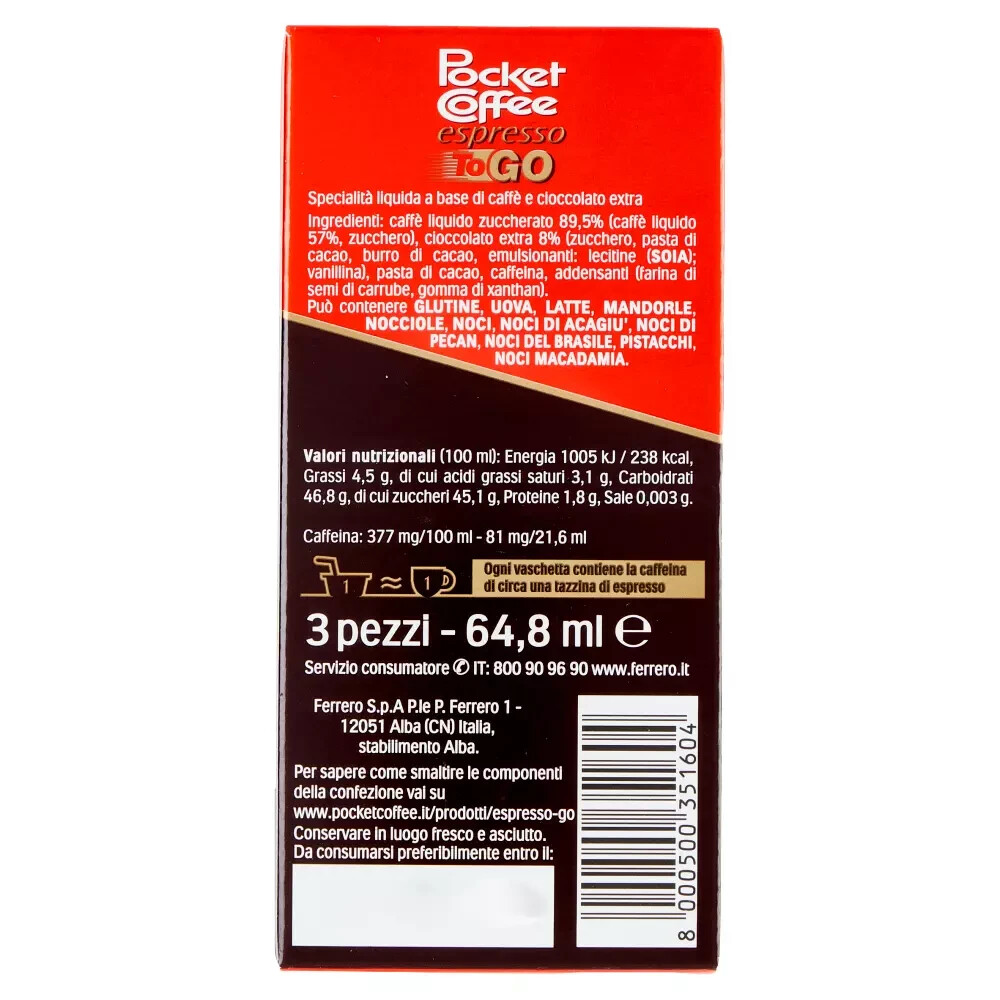 Pocket
Coffee
espresso
To GO
Specialità liquida a base di caffè e cioccolato extra
Ingredienti: caffè liquido zuccherato 89,5% (caffè liquido
57%, zucchero), cioccolato extra 8% (zucchero, pasta di
cacao, burro di cacao, emulsionanti: lecitine (SOIA);
vanillina), pasta di cacao, caffeina, addensanti (farina di
semi di carrube, gomma di xanthan).
Può contenere GLUTINE, UOVA, LATTE, MANDORLE,
NOCCIOLE, NOCI, NOCI DI ACAGIU', NOCI DI
PECAN, NOCI DEL BRASILE, PISTACCHI,
NOCI MACADAMIA.
Valori nutrizionali (100 ml): Energia 1005 kJ / 238 kcal,
Grassi 4,5 g, di cui acidi grassi saturi 3,1 g, Carboidrati
46,8 g, di cui zuccheri 45,1 g, Proteine 1,8 g, Sale 0,003 g.
Caffeina: 377 mg/100 ml - 81 mg/21,6 ml
1 ≈ 1
Ogni vaschetta contiene la caffeina
di circa una tazzina di espresso
3 pezzi - 64,8 ml ℮
Servizio consumatore ✆ IT: 800 90 96 90 www.ferrero.it
Ferrero S.p.A P.le P. Ferrero 1 -
12051 Alba (CN) Italia,
stabilimento Alba.
Per sapere come smaltire le componenti
della confezione vai su
www.pocketcoffee.it/prodotti/espresso-go
Conservare in luogo fresco e asciutto.
Da consumarsi preferibilmente entro il:
8 000500 351604